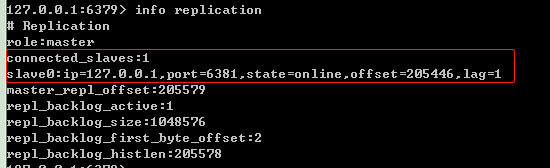 127.0.0.1:6379> info replication
# Replication
role:master
connected_slaves:1
slave0:ip=127.0.0.1,port=6381,state=online,offset=205446,lag=1
master_repl_offset:205579
repl_backlog_active:1
repl_backlog_size:1048576
repl_backlog_first_byte_offset:2
repl_backlog_histlen:205578